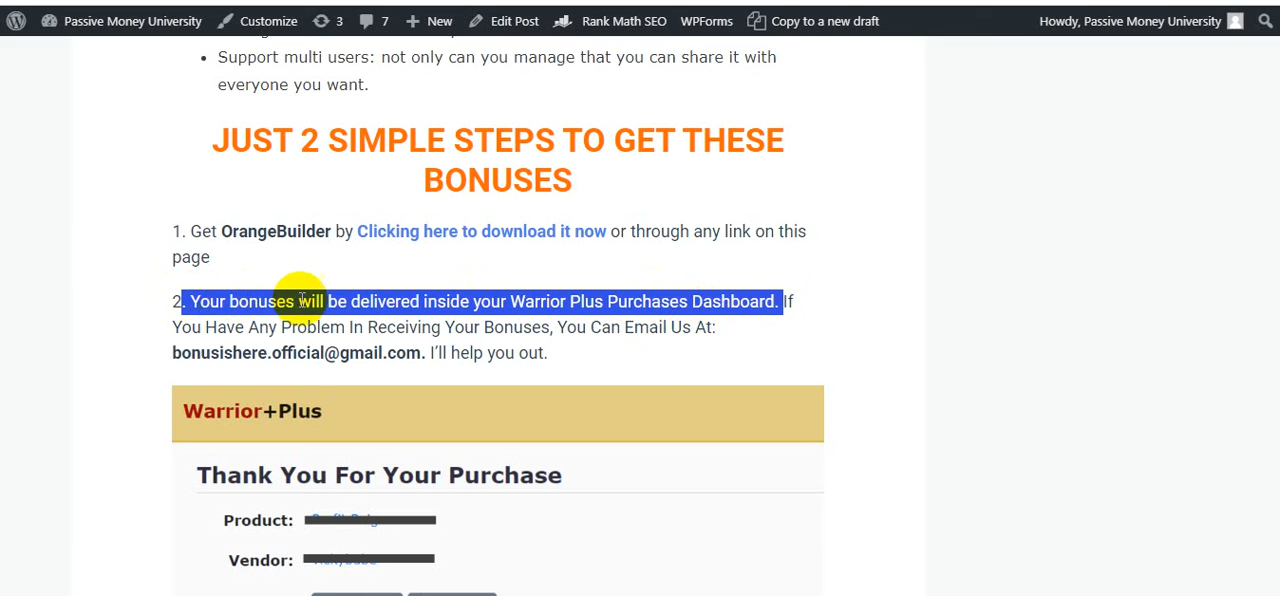 Passive Money University Customize 3 7 New Edit Post Rank Math SEO WPForms Copy to a new draft Howdy, Passive Money University
Support multi users: not only can you manage that you can share it with
everyone you want.
JUST 2 SIMPLE STEPS TO GET THESE
BONUSES
1. Get OrangeBuilder by Clicking here to download it now or through any link on this
page
2. Your bonuses will be delivered inside your Warrior Plus Purchases Dashboard. If
You Have Any Problem In Receiving Your Bonuses, You Can Email Us At:
bonusishere.official@gmail.com. I'll help you out.
Warrior+Plus
Thank You For Your Purchase
Product:
Vendor: